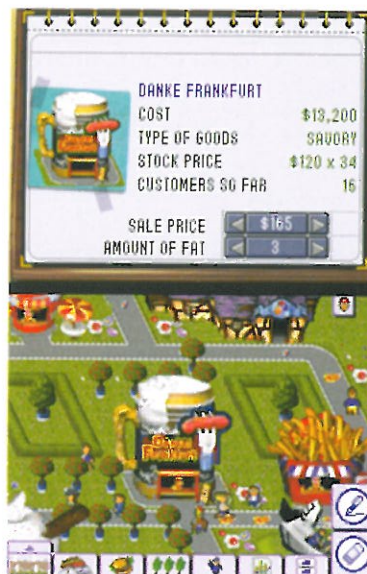 DANKE FRANKFURT
COST $13,200
TYPE OF GOODS SAVORY
STOCK PRICE $120 x 34
CUSTOMERS SO FAR 16
SALE PRICE $165
AMOUNT OF FAT 3